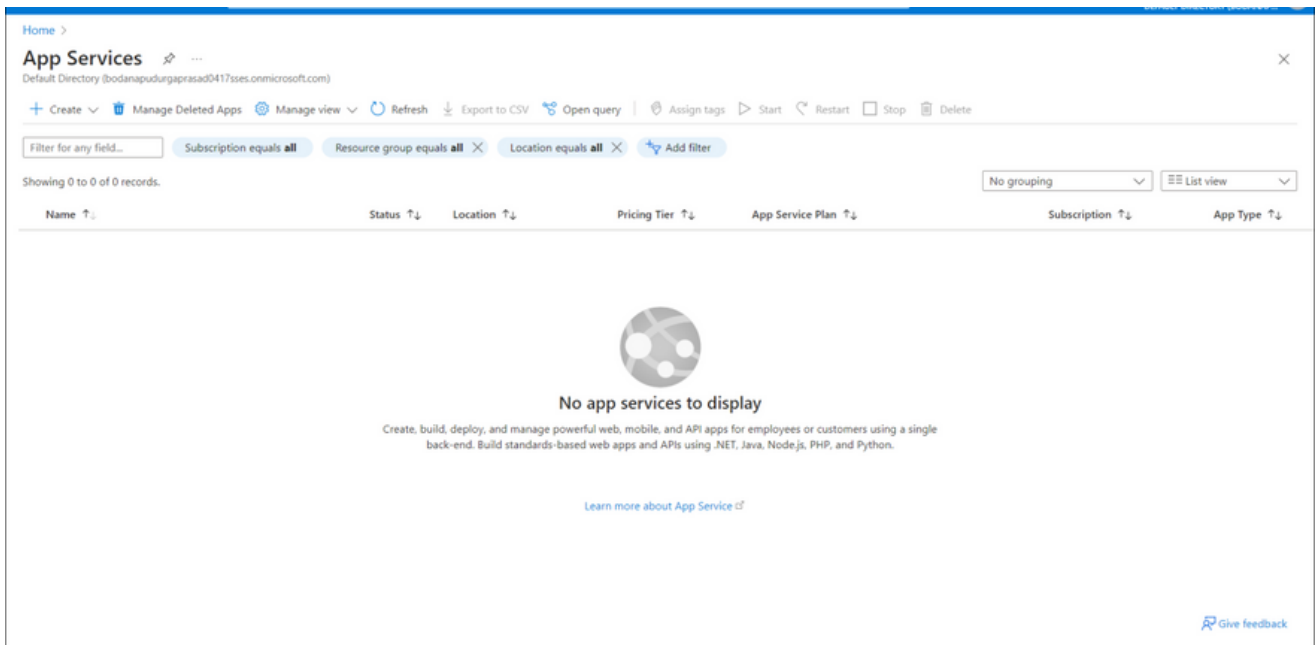 Home >
App Services ...
Default Directory (bodanapudurgaprasad0417sses.onmicrosoft.com)
+ Create Manage Deleted Apps Manage view Refresh Export to CSV Open query Assign tags Start Restart Stop Delete
Filter for any field... Subscription equals all Resource group equals all Location equals all Add filter
Showing 0 to 0 of 0 records. No grouping List view
Name Status Location Pricing Tier App Service Plan Subscription App Type
No app services to display
Create, build, deploy, and manage powerful web, mobile, and API apps for employees or customers using a single
back-end. Build standards-based web apps and APIs using .NET, Java, Node.js, PHP, and Python.
Learn more about App Service
Give feedback